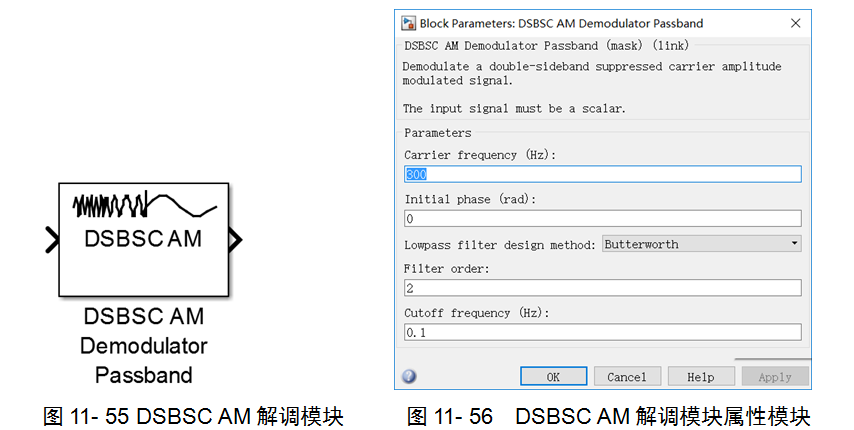 DSBSC AM
DSBSC AM
Demodulator
Passband
图 11- 55 DSBSC AM 解调模块
Block Parameters: DSBSC AM Demodulator Passband
DSBSC AM Demodulator Passband (mask) (link)
Demodulate a double-sideband suppressed carrier amplitude
modulated signal.
The input signal must be a scalar.
Parameters
Carrier frequency (Hz):
300
Initial phase (rad):
0
Lowpass filter design method: Butterworth
Filter order:
2
Cutoff frequency (Hz):
0.1
OK Cancel Help Apply
图 11- 56 DSBSC AM 解调模块属性模块